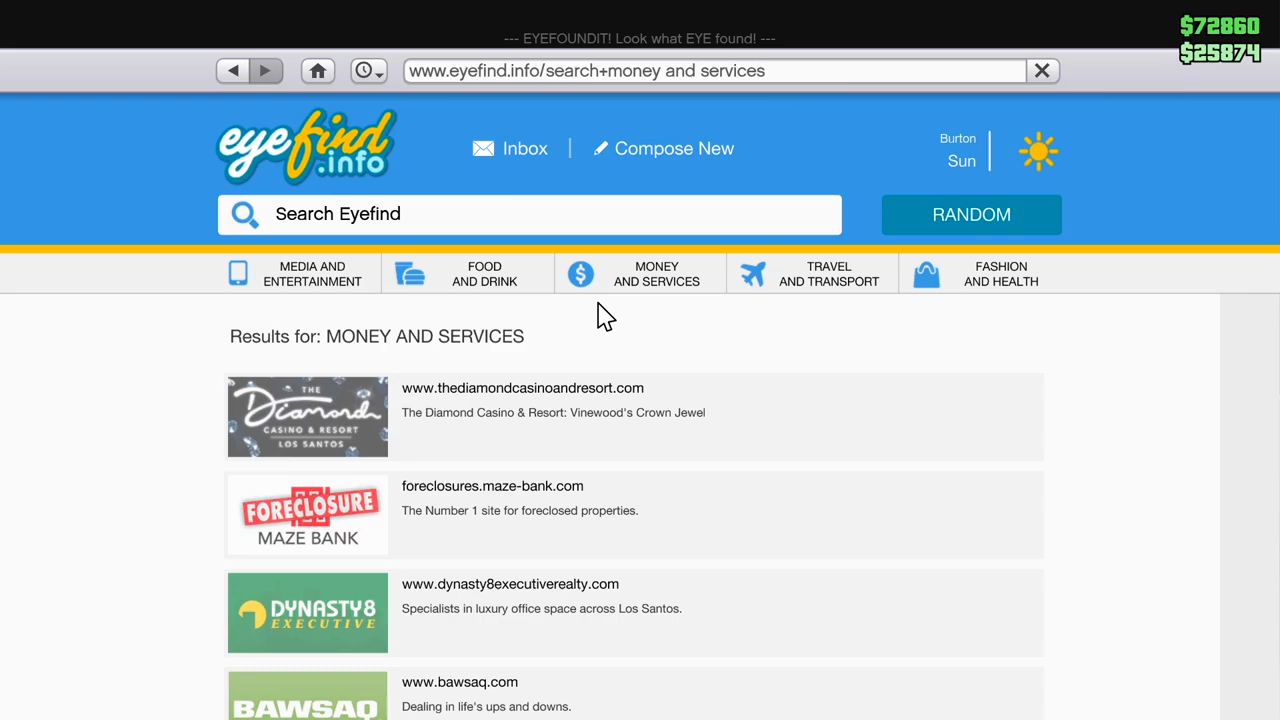 $72860
$25874
--- EYEFOUNDIT! Look what EYE found! ---
www.eyefind.info/search+money and services
eyefind
.info
Inbox
Compose New
Burton
Sun
Search Eyefind
RANDOM
MEDIA AND
ENTERTAINMENT
FOOD
AND DRINK
MONEY
AND SERVICES
TRAVEL
AND TRANSPORT
FASHION
AND HEALTH
Results for: MONEY AND SERVICES
THE
Diamond
CASINO & RESORT
LOS SANTOS
www.thediamondcasinoandresort.com
The Diamond Casino & Resort: Vinewood's Crown Jewel
FORECLOSURE
MAZE BANK
foreclosures.maze-bank.com
The Number 1 site for foreclosed properties.
DYNASTY8
EXECUTIVE
www.dynasty8executiverealty.com
Specialists in luxury office space across Los Santos.
BAWSAQ
www.bawsaq.com
Dealing in life's ups and downs.